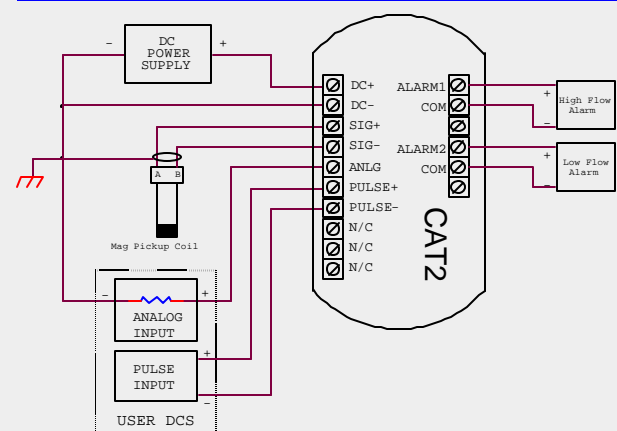 - DC +
POWER
SUPPLY
DC+
DC-
SIG+
SIG-
ANLG
PULSE+
PULSE-
N/C
N/C
N/C
ALARM1
COM
ALARM2
COM
CAT2
+ High Flow
Alarm
-
+ Low Flow
Alarm
-
A B
Mag Pickup Coil
- +
ANALOG
INPUT
+
PULSE
INPUT
-
USER DCS